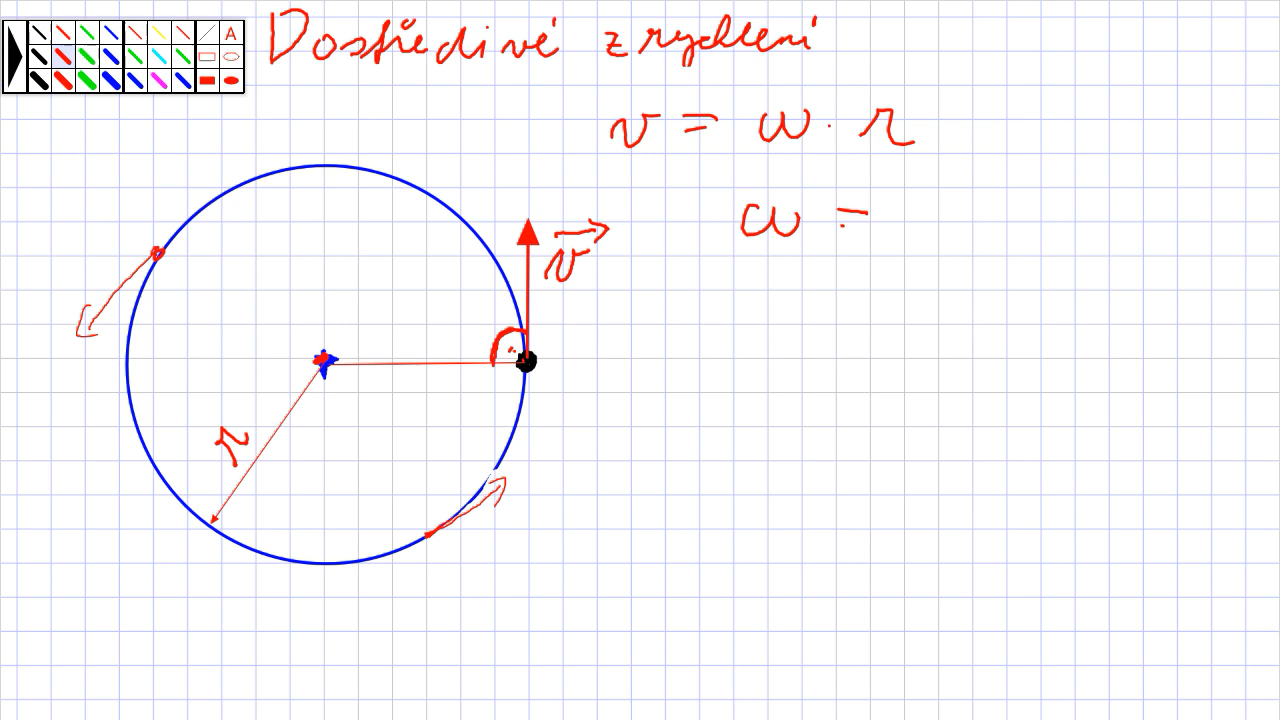 A
Dostředivé zrychlení
v = ω · r
ω =
v
r